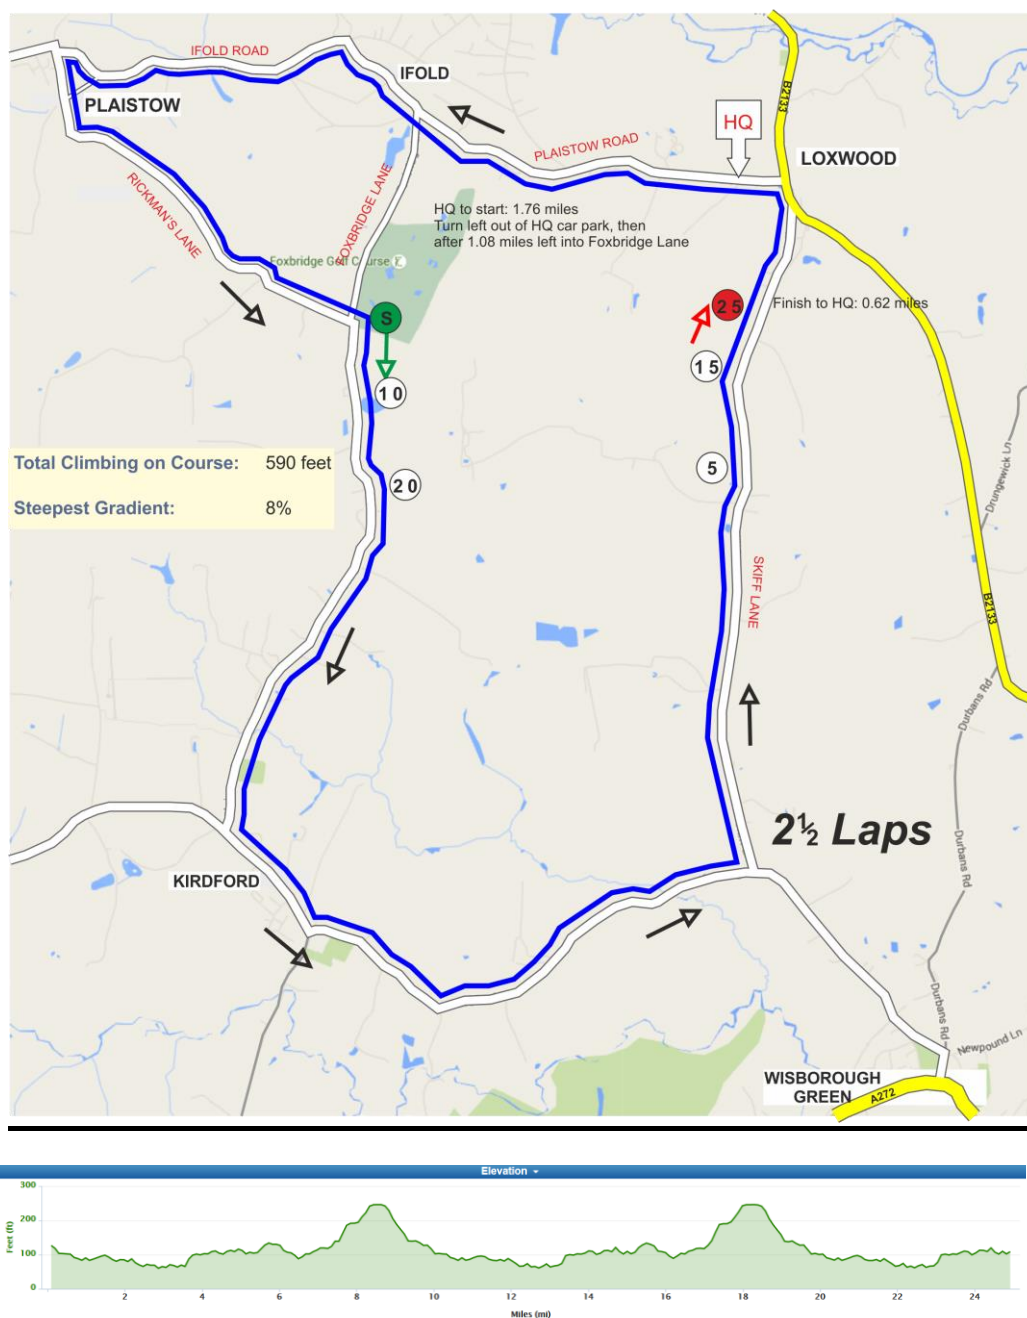 IFOLD ROAD
IFOLD
PLAISTOW
B2133
HQ
PLAISTOW ROAD
LOXWOOD
RICKMAN'S LANE
FOXBRIDGE LANE
HQ to start: 1.76 miles
Turn left out of HQ car park, then
after 1.08 miles left into Foxbridge Lane
Foxbridge Golf Course
S
25
Finish to HQ: 0.62 miles
15
10
Total Climbing on Course: 590 feet
5
20
Drungewick Ln
Steepest Gradient: 8%
SKIFF LANE
B2133
Durbans Rd
2½ Laps
Durbans Rd
KIRDFORD
Durbans Rd
Newpound Ln
WISBOROUGH
GREEN
A272
Elevation
300
200
100
0
Feet (ft)
2 4 6 8 10 12 14 16 18 20 22 24
Miles (mi)